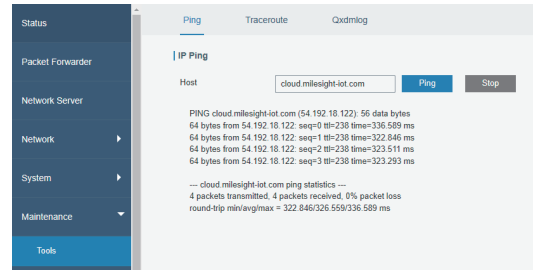 Status
Packet Forwarder
Network Server
Network
System
Maintenance
Tools
Ping Traceroute Qxdmlog
IP Ping
Host cloud.milesight-iot.com Ping Stop
PING cloud.milesight-iot.com (54.192.18.122): 56 data bytes
64 bytes from 54.192.18.122: seq=0 ttl=238 time=336.589 ms
64 bytes from 54.192.18.122: seq=1 ttl=238 time=322.846 ms
64 bytes from 54.192.18.122: seq=2 ttl=238 time=323.511 ms
64 bytes from 54.192.18.122: seq=3 ttl=238 time=323.293 ms
--- cloud.milesight-iot.com ping statistics ---
4 packets transmitted, 4 packets received, 0% packet loss
round-trip min/avg/max = 322.846/326.559/336.589 ms